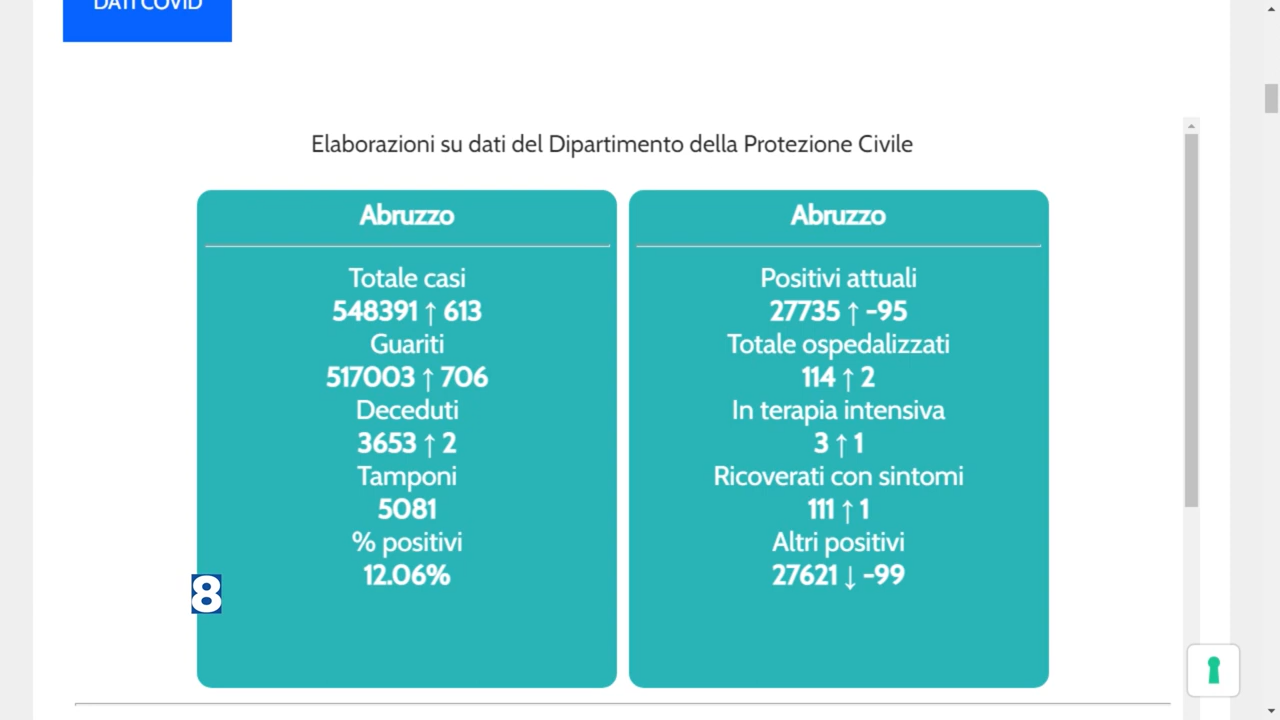 DATI COVID
Elaborazioni su dati del Dipartimento della Protezione Civile
Abruzzo
Totale casi
548391 ↑ 613
Guariti
517003 ↑ 706
Deceduti
3653 ↑ 2
Tamponi
5081
% positivi
12.06%
Abruzzo
Positivi attuali
27735 ↑ -95
Totale ospedalizzati
114 ↑ 2
In terapia intensiva
3 ↑ 1
Ricoverati con sintomi
111 ↑ 1
Altri positivi
27621 ↓ -99
8